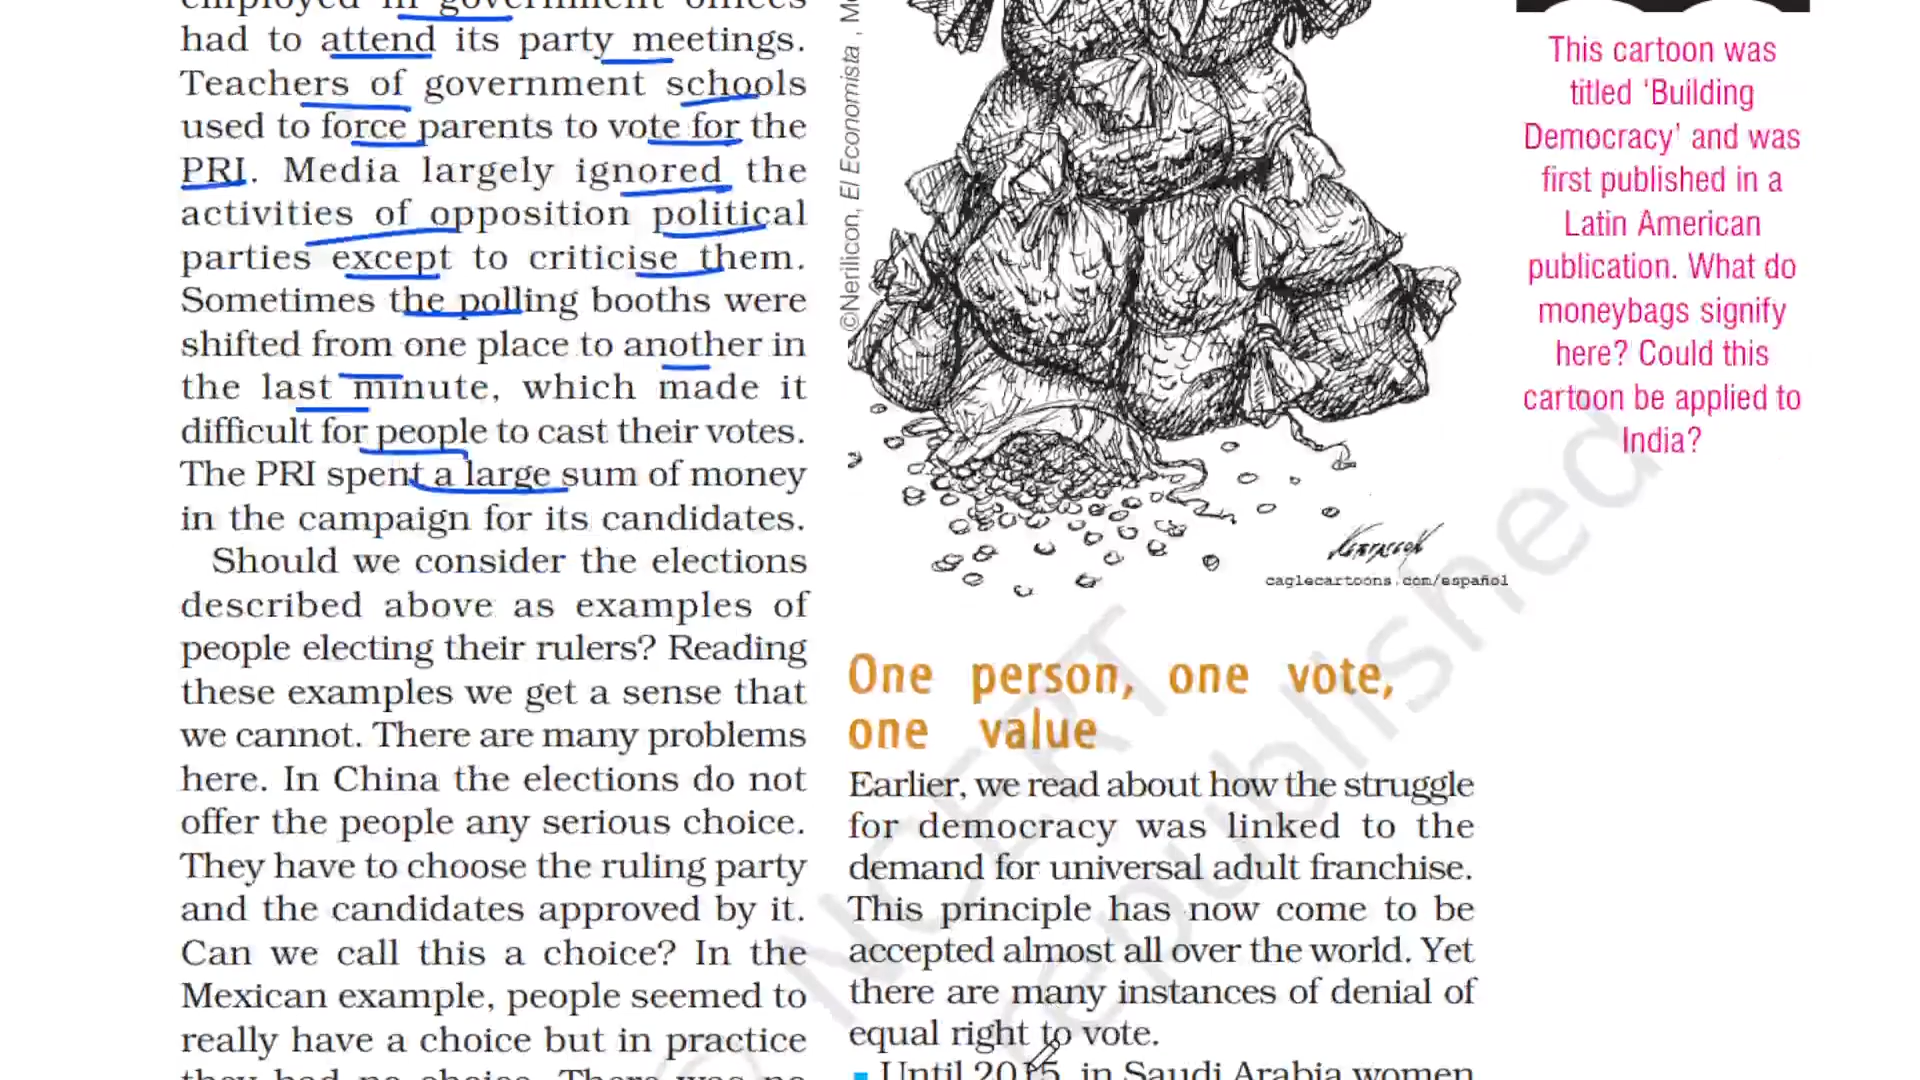 employed in government offices
had to attend its party meetings.
Teachers of government schools
used to force parents to vote for the
PRI. Media largely ignored the
activities of opposition political
parties except to criticise them.
Sometimes the polling booths were
shifted from one place to another in
the last minute, which made it
difficult for people to cast their votes.
The PRI spent a large sum of money
in the campaign for its candidates.
Should we consider the elections
described above as examples of
people electing their rulers? Reading
these examples we get a sense that
we cannot. There are many problems
here. In China the elections do not
offer the people any serious choice.
They have to choose the ruling party
and the candidates approved by it.
Can we call this a choice? In the
Mexican example, people seemed to
really have a choice but in practice
they had no choice. There was no
©Nerilicon, El Economista,
caglecartoons.com/español
This cartoon was
titled ‘Building
Democracy’ and was
first published in a
Latin American
publication. What do
moneybags signify
here? Could this
cartoon be applied to
India?
One person, one vote,
one value
Earlier, we read about how the struggle
for democracy was linked to the
demand for universal adult franchise.
This principle has now come to be
accepted almost all over the world. Yet
there are many instances of denial of
equal right to vote.
Until 2015, in Saudi Arabia women
NCERT
republished